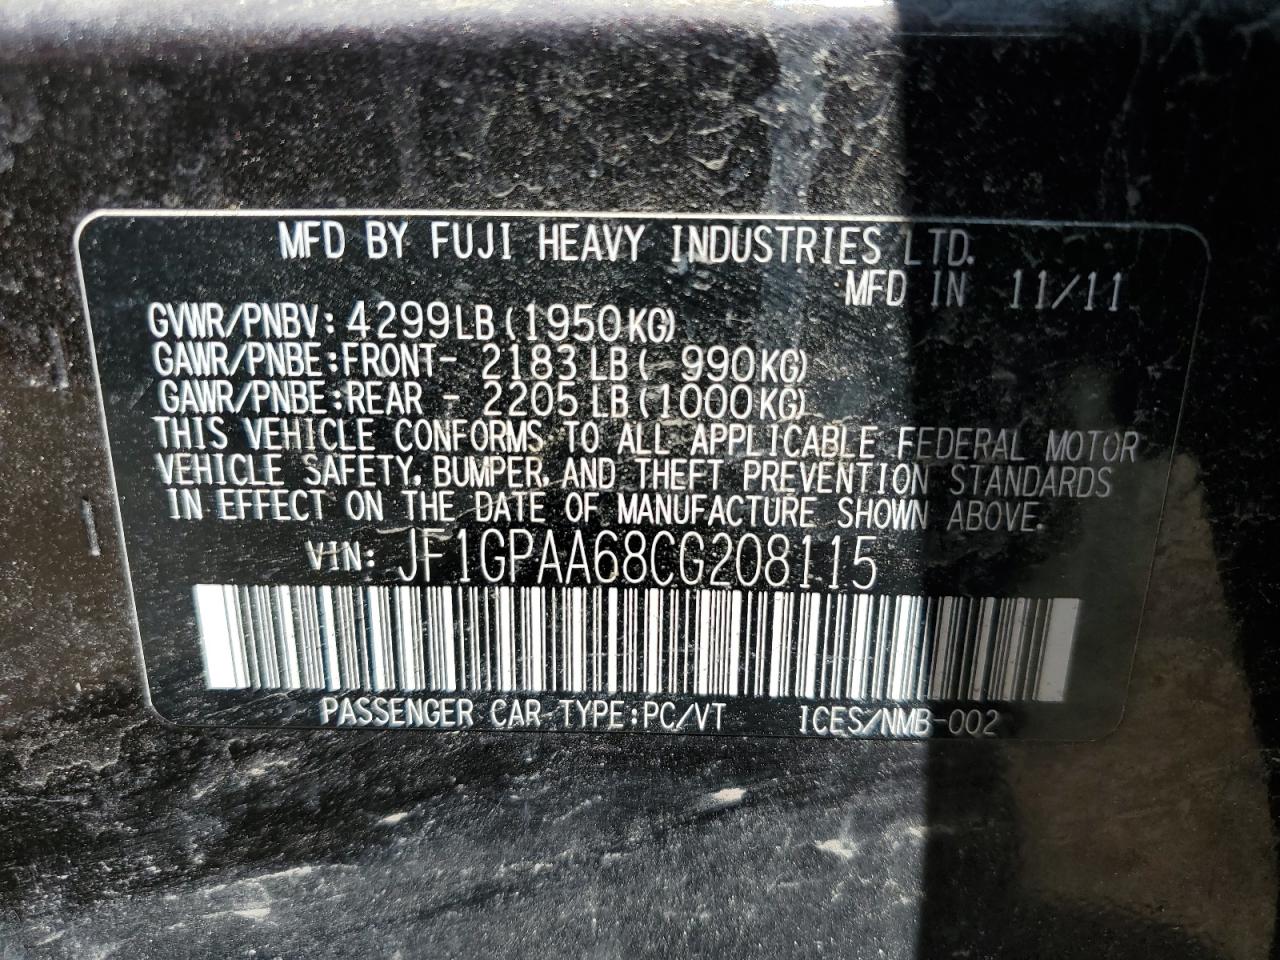 MFD BY FUJI HEAVY INDUSTRIES LTD.
MFD IN 11/11
GVWR/PNBV: 4299LB (1950KG)
GAWR/PNBE:FRONT- 2183LB ( 990KG)
GAWR/PNBE:REAR - 2205LB (1000KG)
THIS VEHICLE CONFORMS TO ALL APPLICABLE FEDERAL MOTOR
VEHICLE SAFETY, BUMPER, AND THEFT PREVENTION STANDARDS
IN EFFECT ON THE DATE OF MANUFACTURE SHOWN ABOVE.
VIN: JF1GPAA68CG208115
PASSENGER CAR-TYPE:PC/VT ICES/NMB-002